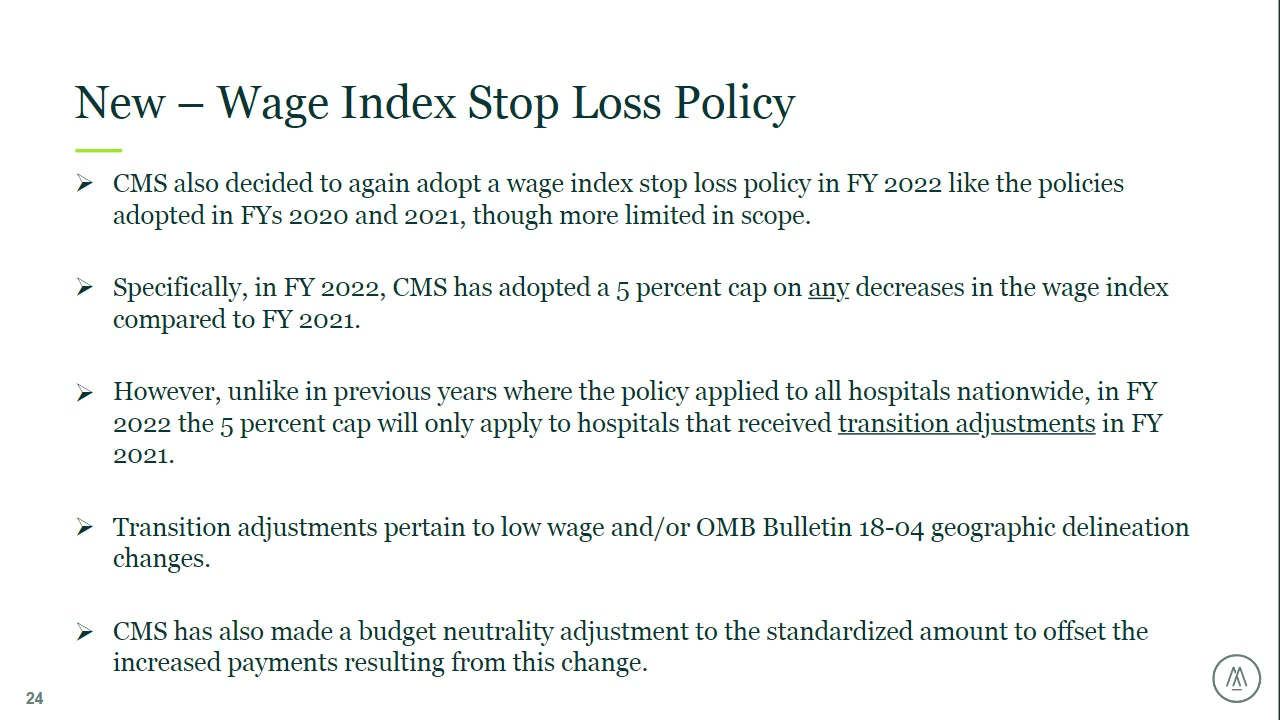 New – Wage Index Stop Loss Policy
➢ CMS also decided to again adopt a wage index stop loss policy in FY 2022 like the policies
adopted in FYs 2020 and 2021, though more limited in scope.
➢ Specifically, in FY 2022, CMS has adopted a 5 percent cap on any decreases in the wage index
compared to FY 2021.
➢ However, unlike in previous years where the policy applied to all hospitals nationwide, in FY
2022 the 5 percent cap will only apply to hospitals that received transition adjustments in FY
2021.
➢ Transition adjustments pertain to low wage and/or OMB Bulletin 18-04 geographic delineation
changes.
➢ CMS has also made a budget neutrality adjustment to the standardized amount to offset the
increased payments resulting from this change.
24